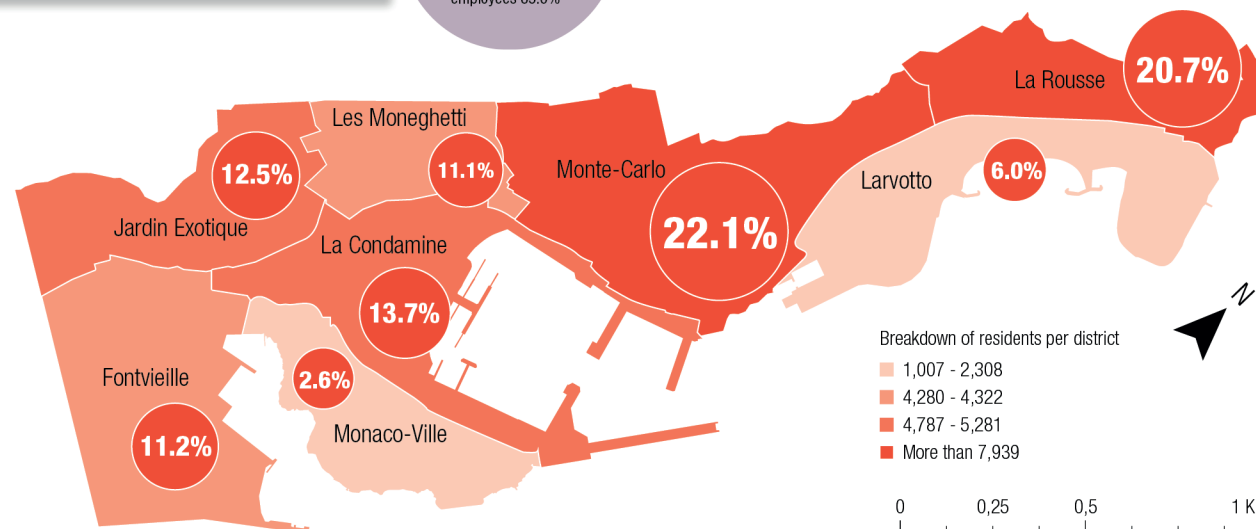 La Rousse
20.7%
Les Moneghetti
11.1%
12.5%
Monte-Carlo
22.1%
Larvotto
6.0%
Jardin Exotique
La Condamine
13.7%
Fontvieille
11.2%
2.6%
Monaco-Ville
N
Breakdown of residents per district
1,007 - 2,308
4,280 - 4,322
4,787 - 5,281
More than 7,939
0 0,25 0,5 1 K